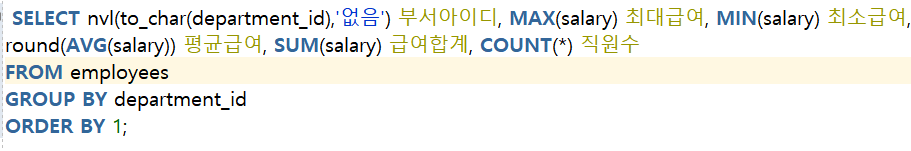 SELECT nvl(to_char(department_id),'없음') 부서아이디, MAX(salary) 최대급여, MIN(salary) 최소급여,
round(AVG(salary)) 평균급여, SUM(salary) 급여합계, COUNT(*) 직원수
FROM employees
GROUP BY department_id
ORDER BY 1;